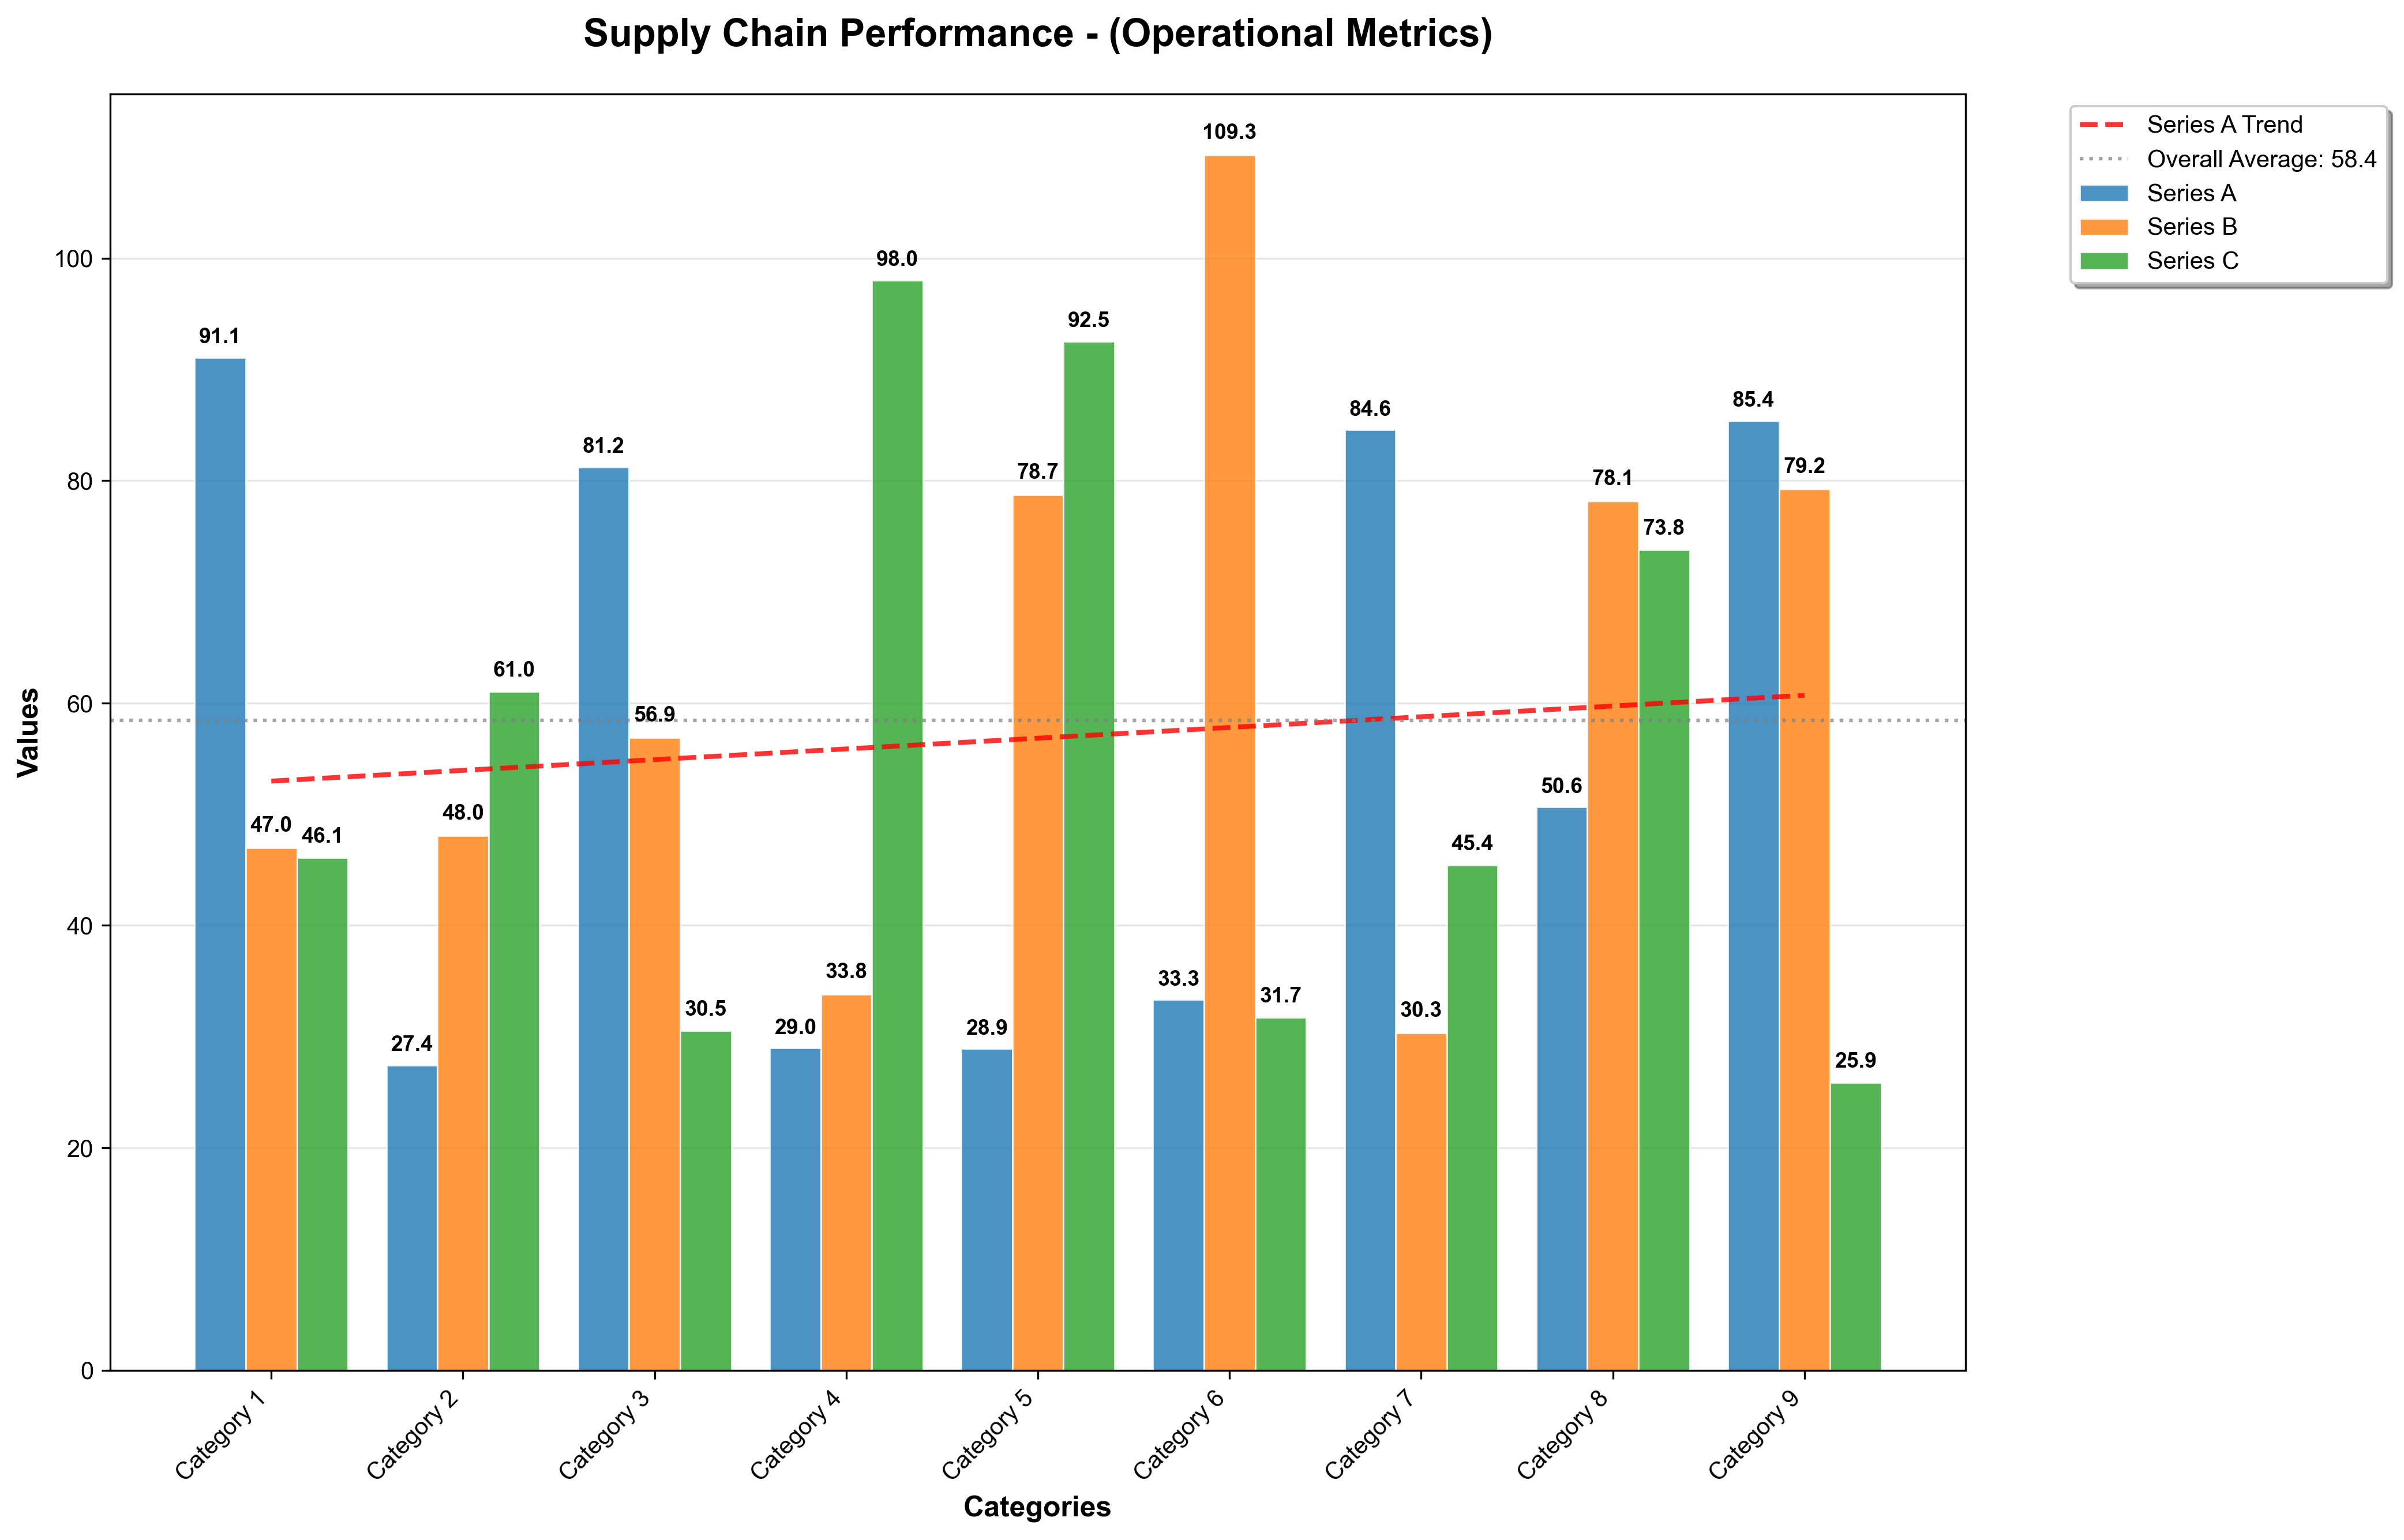 Supply Chain Performance - (Operational Metrics)
Series A Trend
Overall Average: 58.4
Series A
Series B
Series C
Values
100
80
60
40
20
0
91.1
47.0
46.1
27.4
48.0
61.0
81.2
56.9
30.5
29.0
33.8
98.0
28.9
78.7
92.5
33.3
109.3
31.7
84.6
30.3
45.4
50.6
78.1
73.8
85.4
79.2
25.9
Category 1
Category 2
Category 3
Category 4
Category 5
Category 6
Category 7
Category 8
Category 9
Categories